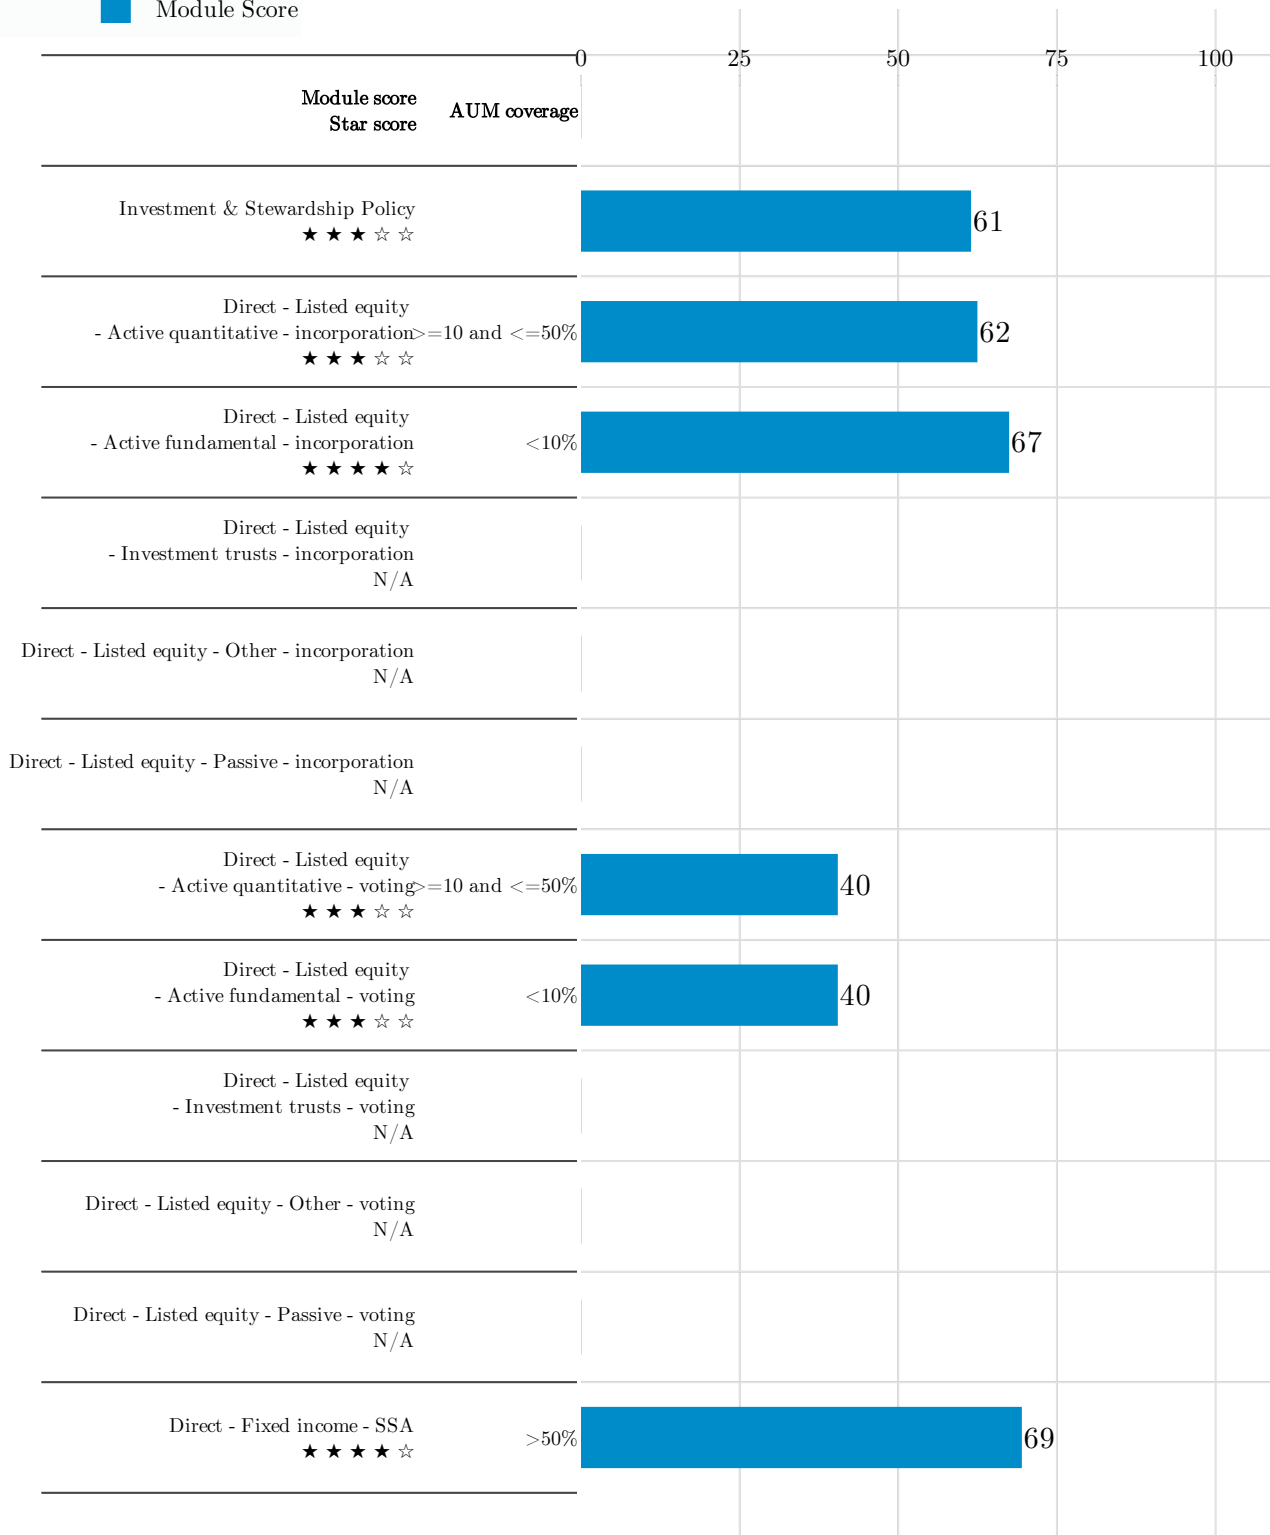 Module Score
0 25 50 75 100
Module score
Star score
AUM coverage
Investment & Stewardship Policy
★ ★ ★ ☆ ☆
61
Direct - Listed equity
- Active quantitative - incorporation
>=10 and <=50%
★ ★ ★ ☆ ☆
62
Direct - Listed equity
- Active fundamental - incorporation
<10%
★ ★ ★ ★ ☆
67
Direct - Listed equity
- Investment trusts - incorporation
N/A
Direct - Listed equity - Other - incorporation
N/A
Direct - Listed equity - Passive - incorporation
N/A
Direct - Listed equity
- Active quantitative - voting
>=10 and <=50%
★ ★ ★ ☆ ☆
40
Direct - Listed equity
- Active fundamental - voting
<10%
★ ★ ★ ☆ ☆
40
Direct - Listed equity
- Investment trusts - voting
N/A
Direct - Listed equity - Other - voting
N/A
Direct - Listed equity - Passive - voting
N/A
Direct - Fixed income - SSA
★ ★ ★ ★ ☆
>50%
69